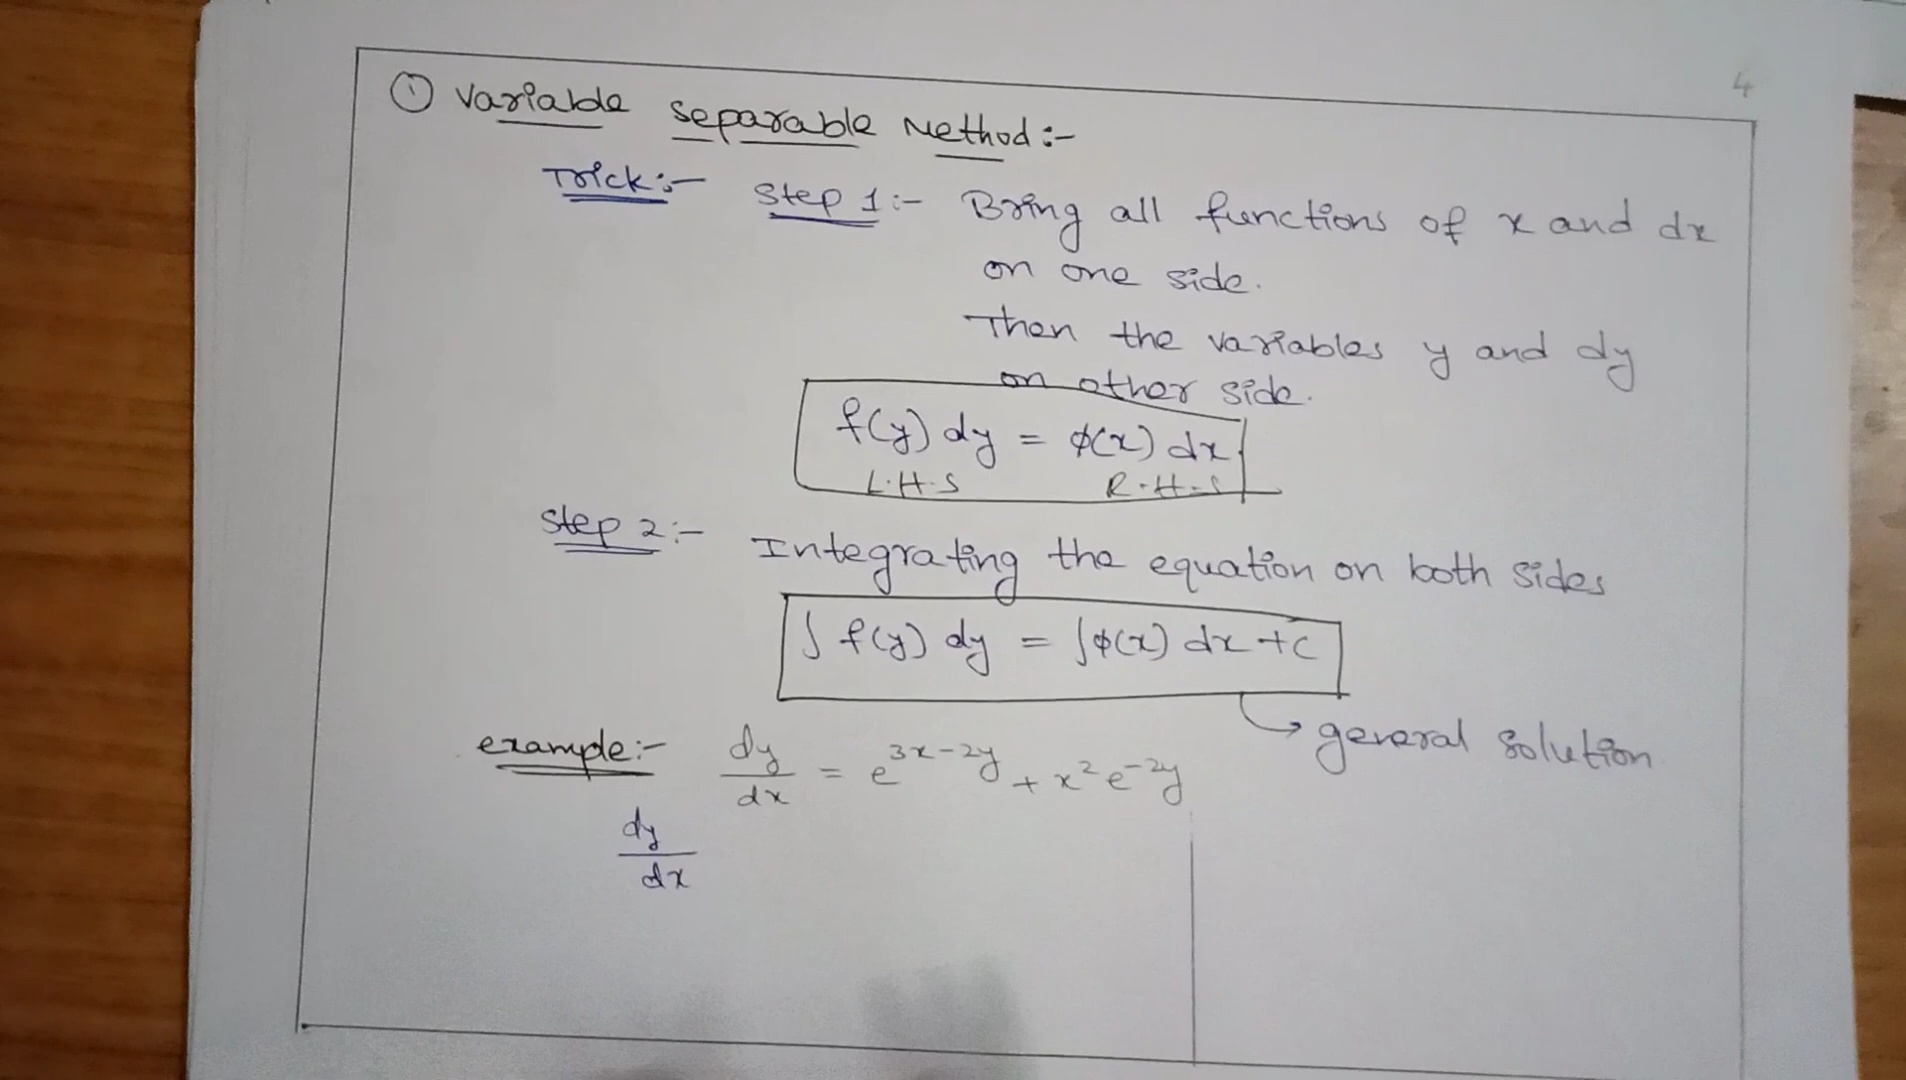 4
① Variable separable Method :-
Trick :- Step 1 :- Bring all functions of x and dx
on one side.
Then the variables y and dy
on other side.
f(y) dy = φ(x) dx
L.H.S R.H.S
Step 2 :- Integrating the equation on both sides
∫ f(y) dy = ∫ φ(x) dx + c
→ general solution
example :- dy/dx = e^{3x-2y} + x² e^{-2y}
dy/dx